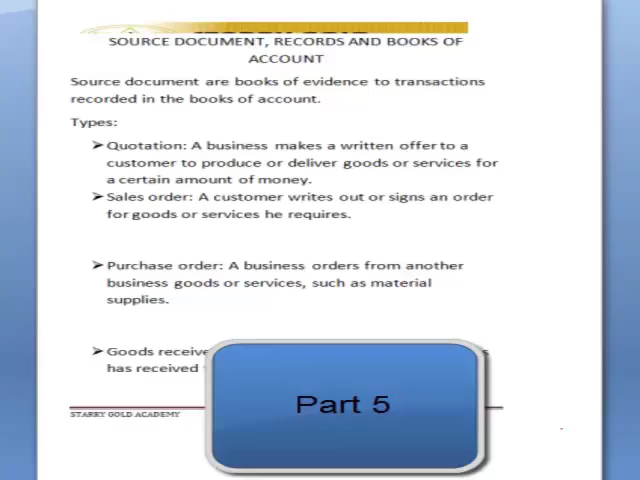 SOURCE DOCUMENT, RECORDS AND BOOKS OF
ACCOUNT
Source document are books of evidence to transactions
recorded in the books of account.
Types:
➢ Quotation: A business makes a written offer to a
customer to produce or deliver goods or services for
a certain amount of money.
➢ Sales order: A customer writes out or signs an order
for goods or services he requires.
➢ Purchase order: A business orders from another
business goods or services, such as material
supplies.
➢ Goods
has received
Part 5
STARRY GOLD ACADEMY